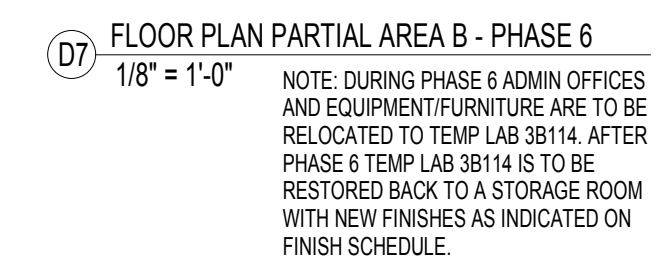 D7
FLOOR PLAN PARTIAL AREA B - PHASE 6
1/8" = 1'-0"
NOTE: DURING PHASE 6 ADMIN OFFICES
AND EQUIPMENT/FURNITURE ARE TO BE
RELOCATED TO TEMP LAB 3B114. AFTER
PHASE 6 TEMP LAB 3B114 IS TO BE
RESTORED BACK TO A STORAGE ROOM
WITH NEW FINISHES AS INDICATED ON
FINISH SCHEDULE.